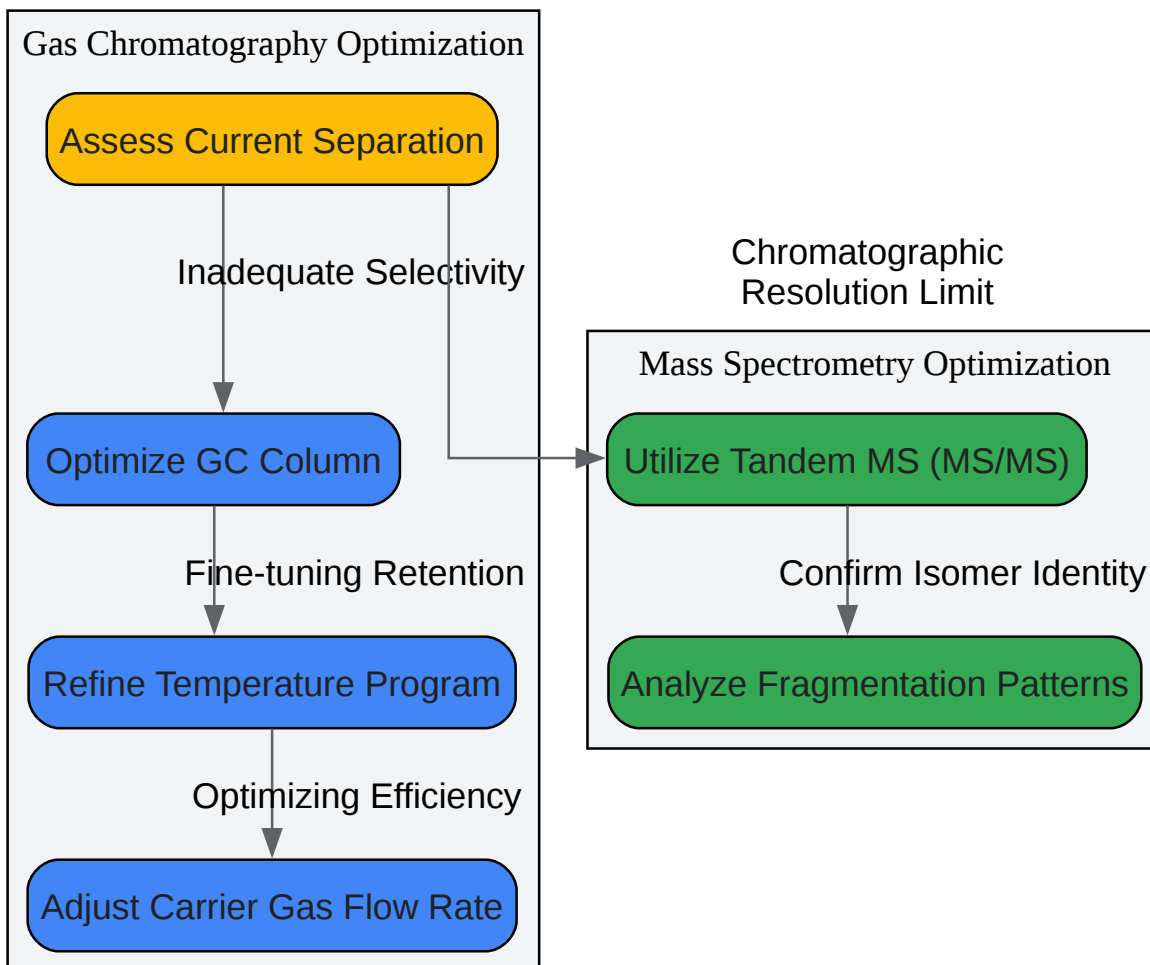 Gas Chromatography Optimization
Assess Current Separation
Inadequate Selectivity
Optimize GC Column
Fine-tuning Retention
Refine Temperature Program
Optimizing Efficiency
Adjust Carrier Gas Flow Rate
Chromatographic
Resolution Limit
Mass Spectrometry Optimization
Utilize Tandem MS (MS/MS)
Confirm Isomer Identity
Analyze Fragmentation Patterns